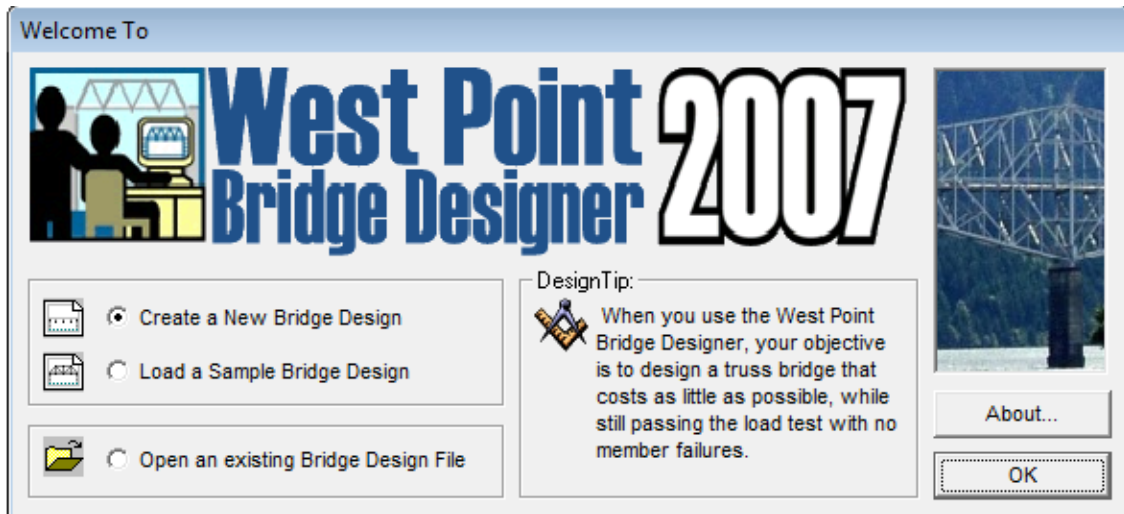 Welcome To
West Point
Bridge Designer
2007
Create a New Bridge Design
Load a Sample Bridge Design
Open an existing Bridge Design File
DesignTip:
When you use the West Point
Bridge Designer, your objective
is to design a truss bridge that
costs as little as possible, while
still passing the load test with no
member failures.
About...
OK